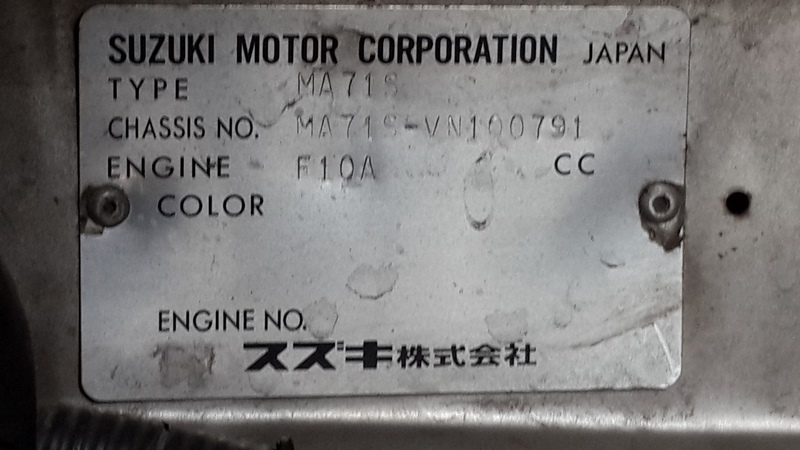 SUZUKI MOTOR CORPORATION JAPAN
TYPE MA71S
CHASSIS NO. MA71S-VN100791
ENGINE F10A CC
COLOR
ENGINE NO.
スズキ株式会社